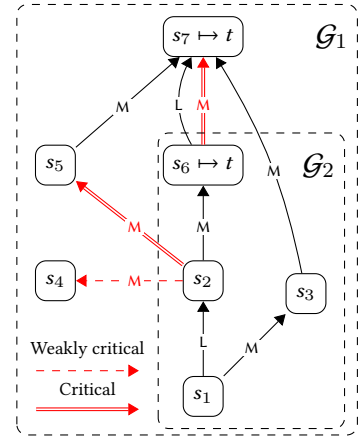 s₇ ↦ t
𝒢₁
M
L
M
M
s₅
s₆ ↦ t
𝒢₂
M
M
s₄
M
s₂
s₃
Weakly critical
L
M
Critical
s₁